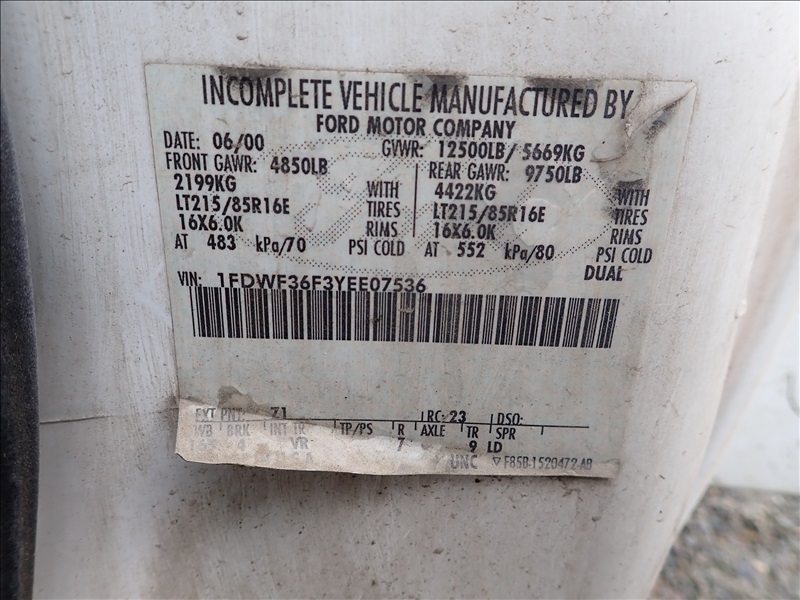 INCOMPLETE VEHICLE MANUFACTURED BY
FORD MOTOR COMPANY
DATE: 06/00 GVWR: 12500LB/ 5669KG
FRONT GAWR: 4850LB REAR GAWR: 9750LB
2199KG WITH 4422KG WITH
LT215/85R16E TIRES LT215/85R16E TIRES
16X6.0K RIMS 16X6.0K RIMS
AT 483 kPa/70 PSI COLD AT 552 kPa/80 PSI COLD
DUAL
VIN: 1FDWF36F3YEE07536
EXT PNT: Z1 RC: 23 DSO:
WB BRK INT TR TP/PS R AXLE TR SPR
4 VR 7 9 LD
UNC F85B-1520472-AB